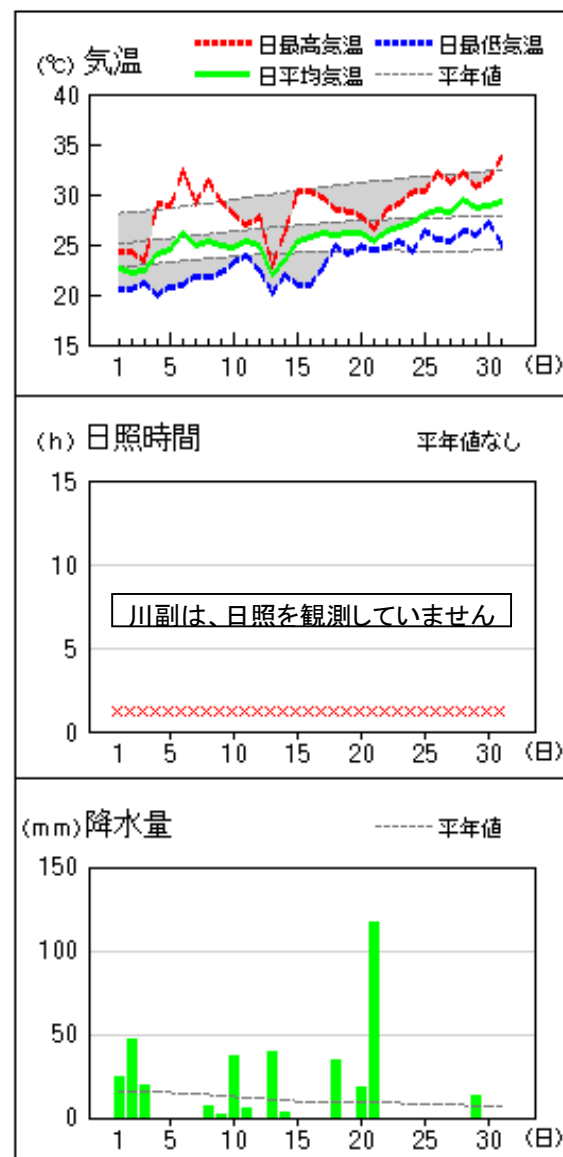 日最高気温 日最低気温
(℃) 気温
日平均気温 平年値
40
35
30
25
20
15
1 5 10 15 20 25 30 (日)
(h) 日照時間 平年値なし
15
10
川副は、日照を観測していません
5
0
1 5 10 15 20 25 30 (日)
(mm) 降水量 平年値
150
100
50
0
1 5 10 15 20 25 30 (日)